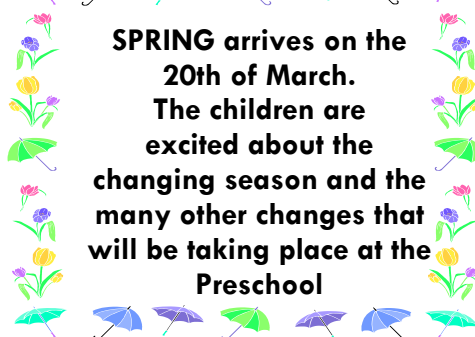 SPRING arrives on the
20th of March.
The children are
excited about the
changing season and the
many other changes that
will be taking place at the
Preschool